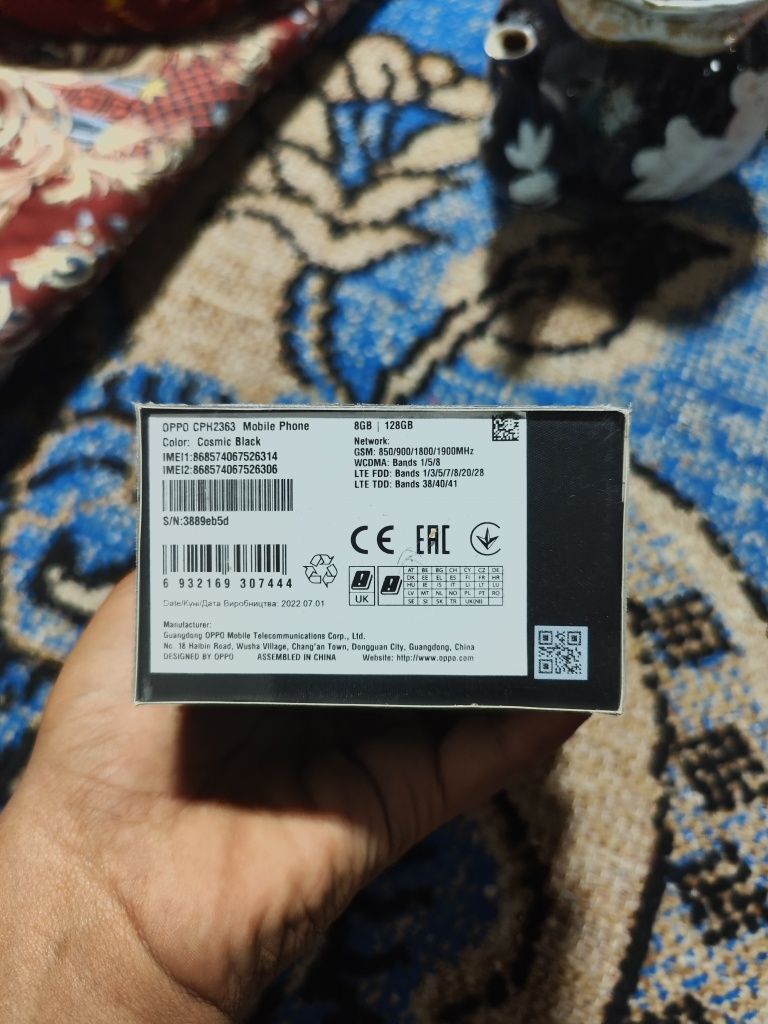 OPPO CPH2363 Mobile Phone
Color: Cosmic Black
IMEI1:868574067526314
IMEI2:868574067526306
S/N:3889eb5d
6 932169 307444
8GB | 128GB
Network:
GSM: 850/900/1800/1900MHz
WCDMA: Bands 1/5/8
LTE FDD: Bands 1/3/5/7/8/20/28
LTE TDD: Bands 38/40/41
CE EAC
UK
AT BE BG CH CY CZ DE
DK EE EL ES FI FR HR
HU IE IS IT LI LT LU
LV MT NL NO PL PT RO
SE SI SK TR UK(NI)
Date/Күні/Дата Виробництва: 2022.07.01
Manufacturer:
Guangdong OPPO Mobile Telecommunications Corp., Ltd.
No. 18 Haibin Road, Wusha Village, Chang'an Town, Dongguan City, Guangdong, China
DESIGNED BY OPPO ASSEMBLED IN CHINA Website: http://www.oppo.com